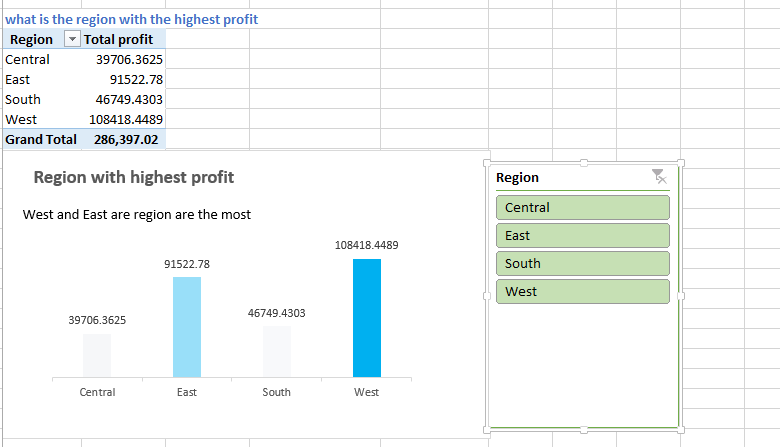 what is the region with the highest profit
Region Total profit
Central 39706.3625
East 91522.78
South 46749.4303
West 108418.4489
Grand Total 286,397.02
Region with highest profit
West and East are region are the most
108418.4489
91522.78
46749.4303
39706.3625
Central East South West
Region
Central
East
South
West